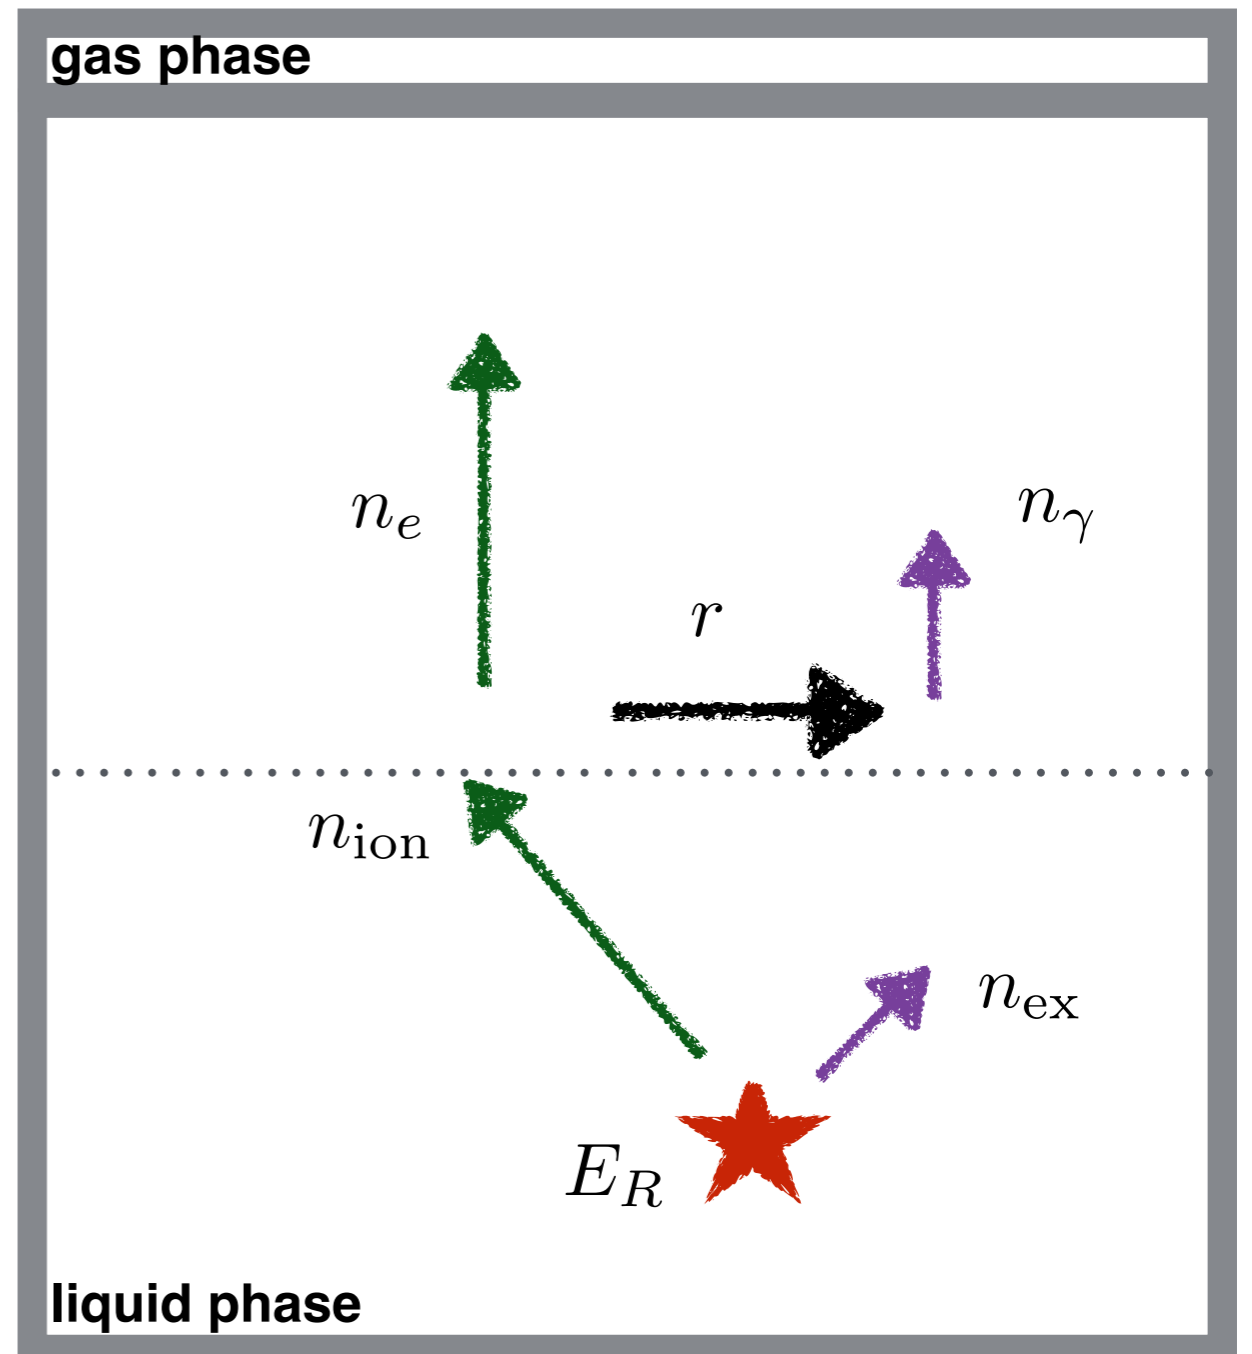 gas phase
n_e
n_γ
r
n_ion
n_ex
E_R
liquid phase